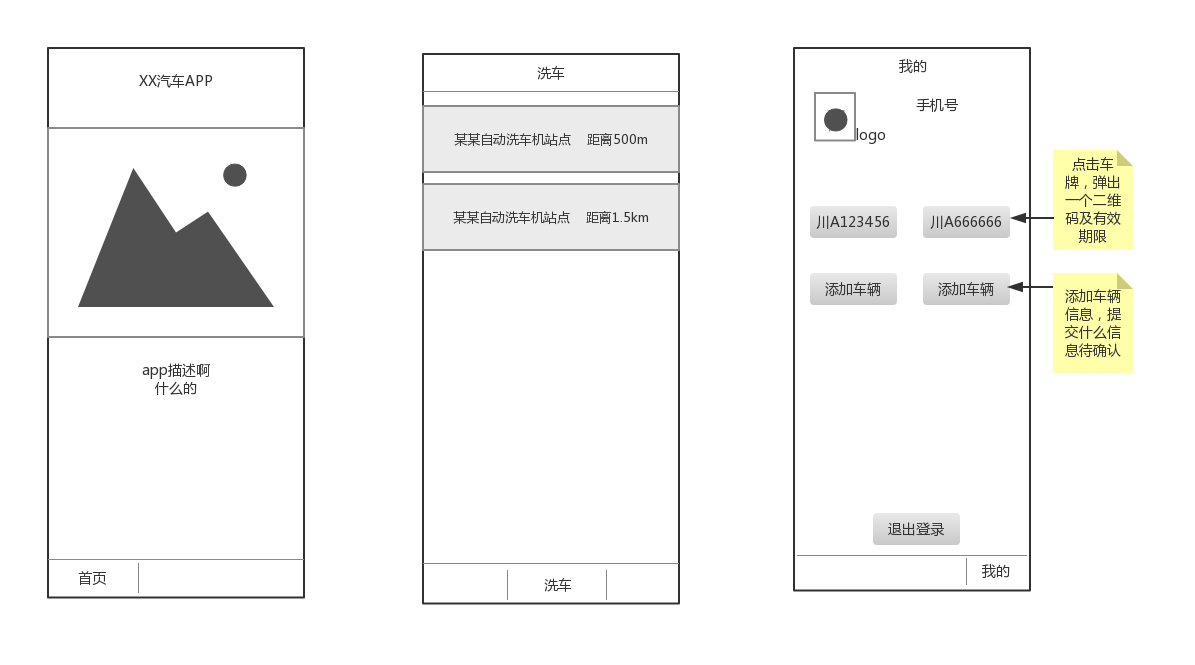 XX汽车APP
app描述啊
什么的
首页
洗车
某某自动洗车机站点 距离500m
某某自动洗车机站点 距离1.5km
洗车
我的
手机号
logo
川A123456 川A666666
添加车辆 添加车辆
退出登录
我的
点击车
牌，弹出
一个二维
码及有效
期限
添加车辆
信息，提
交什么信
息待确认